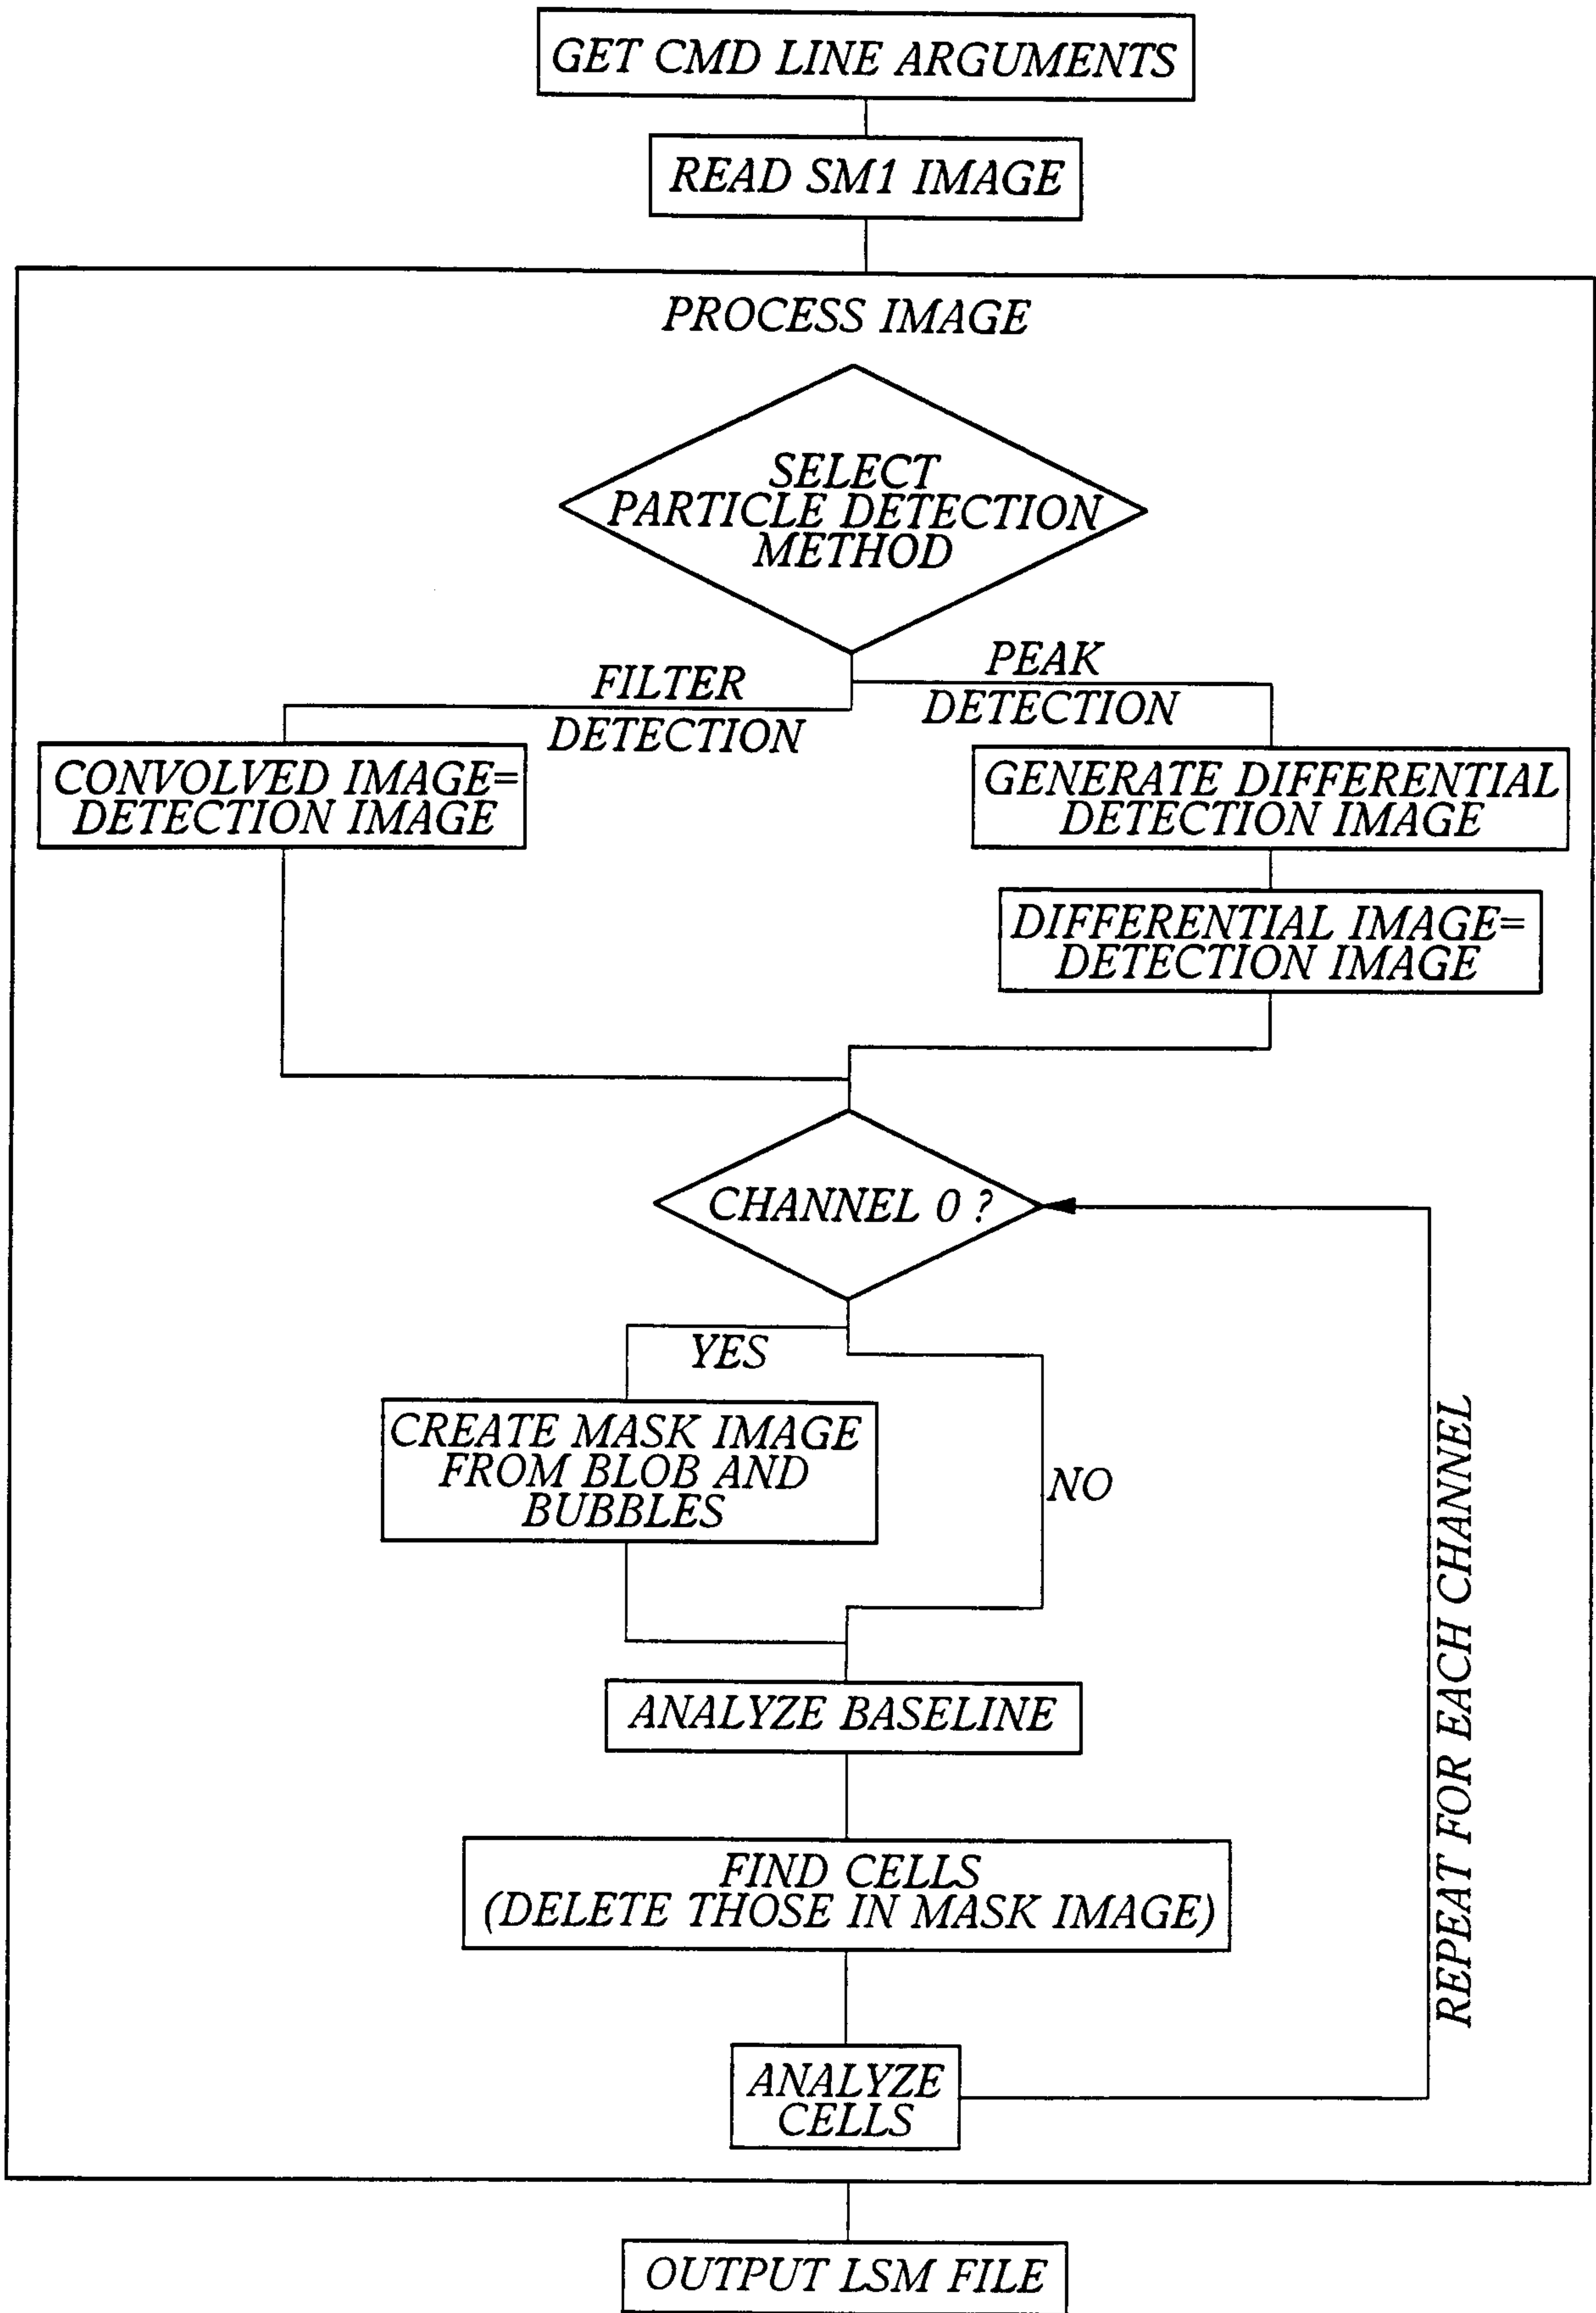 GET CMD LINE ARGUMENTS
READ SM1 IMAGE
PROCESS IMAGE
SELECT
PARTICLE DETECTION
METHOD
FILTER
DETECTION
PEAK
DETECTION
CONVOLVED IMAGE=
DETECTION IMAGE
GENERATE DIFFERENTIAL
DETECTION IMAGE
DIFFERENTIAL IMAGE=
DETECTION IMAGE
CHANNEL 0 ?
YES
NO
CREATE MASK IMAGE
FROM BLOB AND
BUBBLES
REPEAT FOR EACH CHANNEL
ANALYZE BASELINE
FIND CELLS
(DELETE THOSE IN MASK IMAGE)
ANALYZE
CELLS
OUTPUT LSM FILE